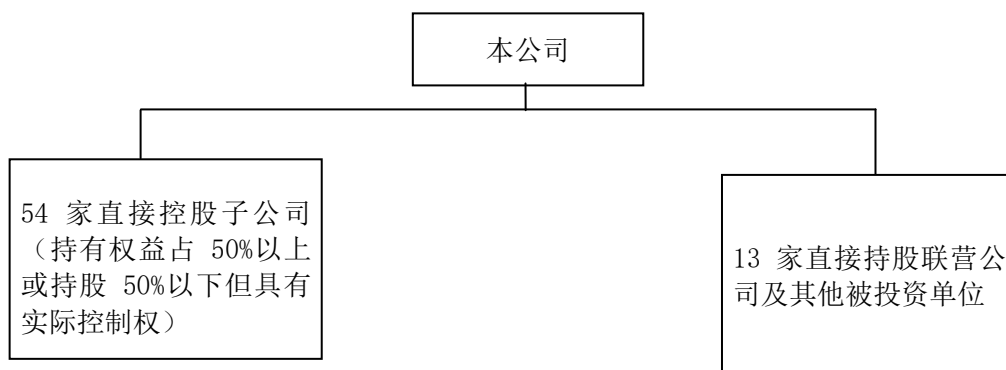 本公司
54 家直接控股子公司
（持有权益占 50%以上
或持股 50%以下但具有
实际控制权）
13 家直接持股联营公
司及其他被投资单位